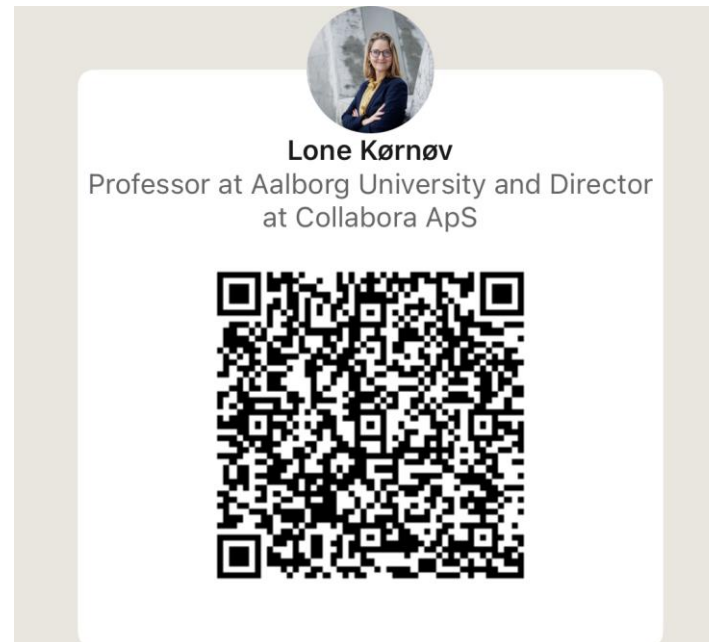 Lone Kørnøv
Professor at Aalborg University and Director
at Collabora ApS